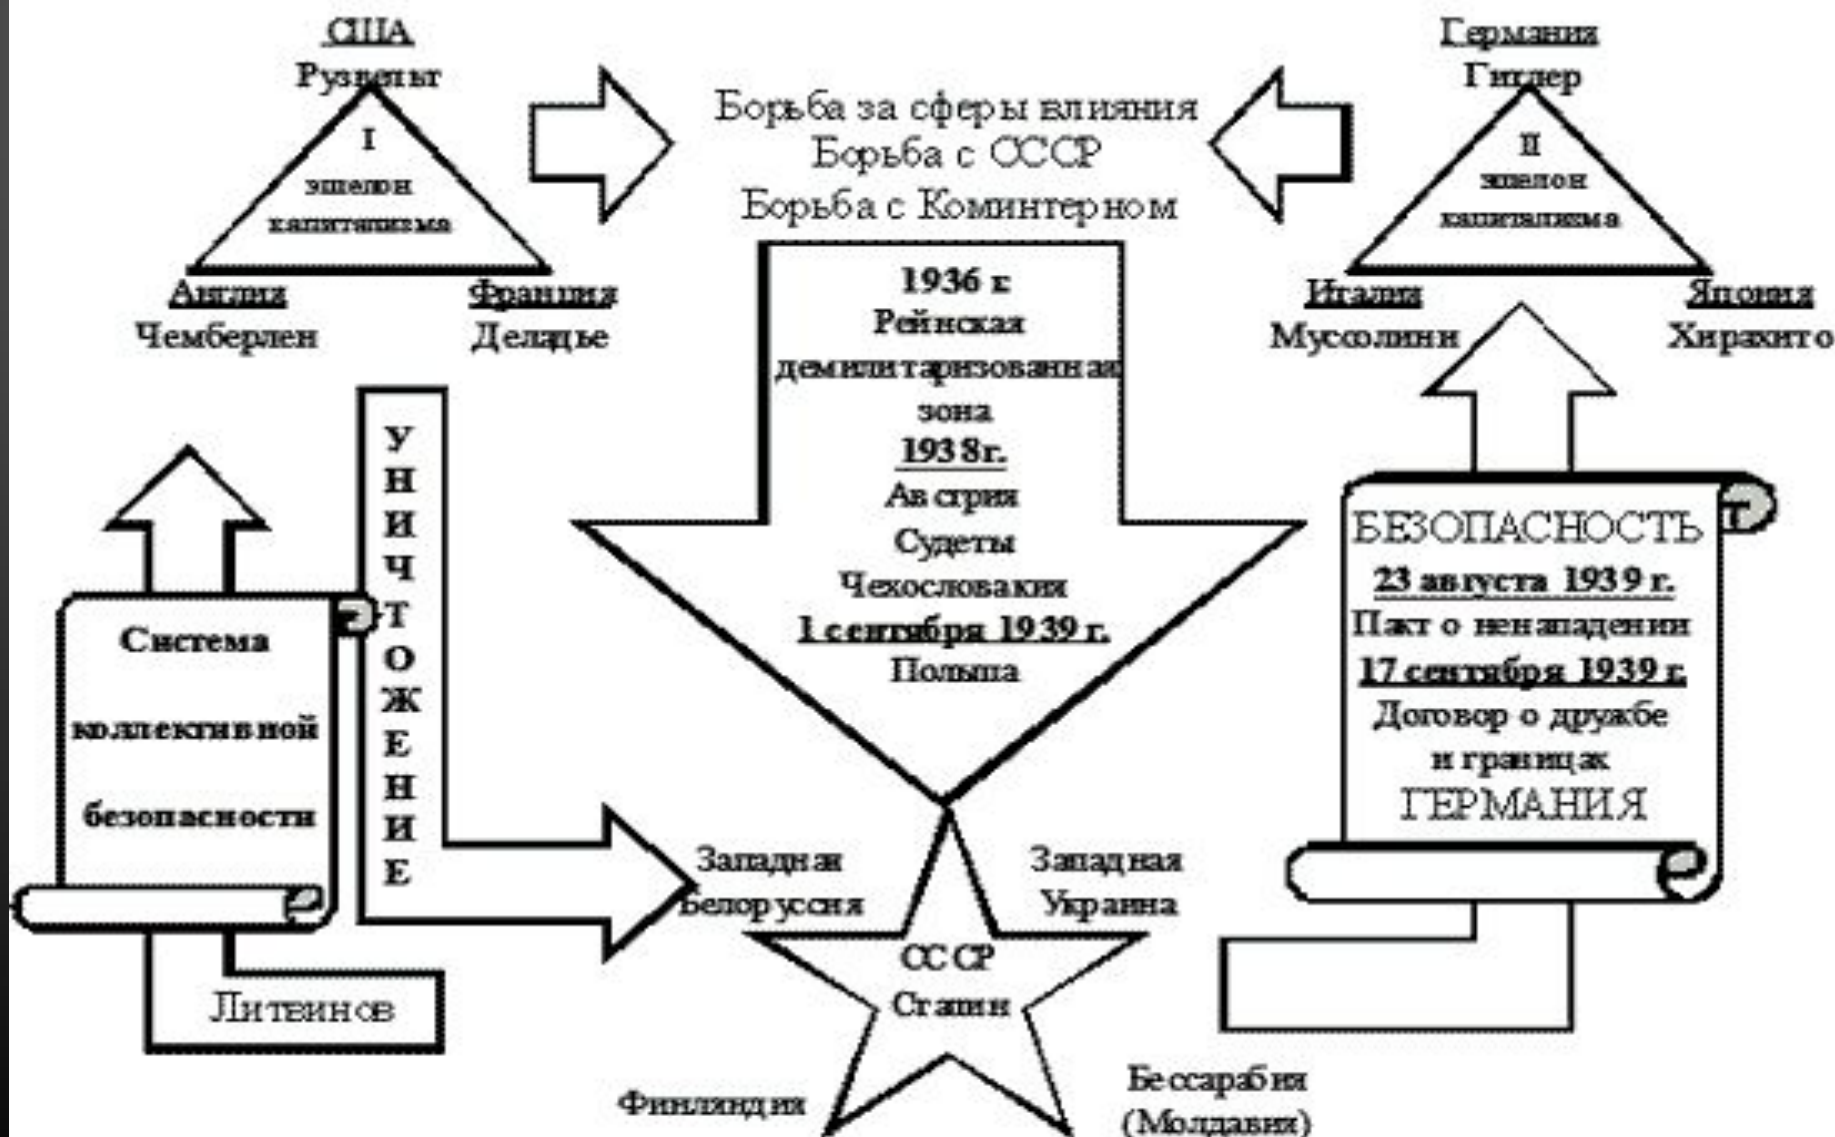 США
Рузвельт
I
эшелон
капитализма
Англия
Чемберлен
Франция
Деладье
Борьба за сферы влияния
Борьба с СССР
Борьба с Коминтерном
Германия
Гитлер
II
эшелон
капитализма
Италия
Муссолини
Япония
Хирахито
1936 г.
Рейнская
демилитаризованная
зона
1938г.
Австрия
Судеты
Чехословакия
1 сентября 1939 г.
Польша
УНИЧТОЖЕНИЕ
Система
коллективной
безопасности
Литвинов
БЕЗОПАСНОСТЬ
23 августа 1939 г.
Пакт о ненападении
17 сентября 1939 г.
Договор о дружбе
и границах
ГЕРМАНИЯ
Западная
Белоруссия
Западная
Украина
СССР
Сталин
Финляндия
Бессарабия
(Молдавия)